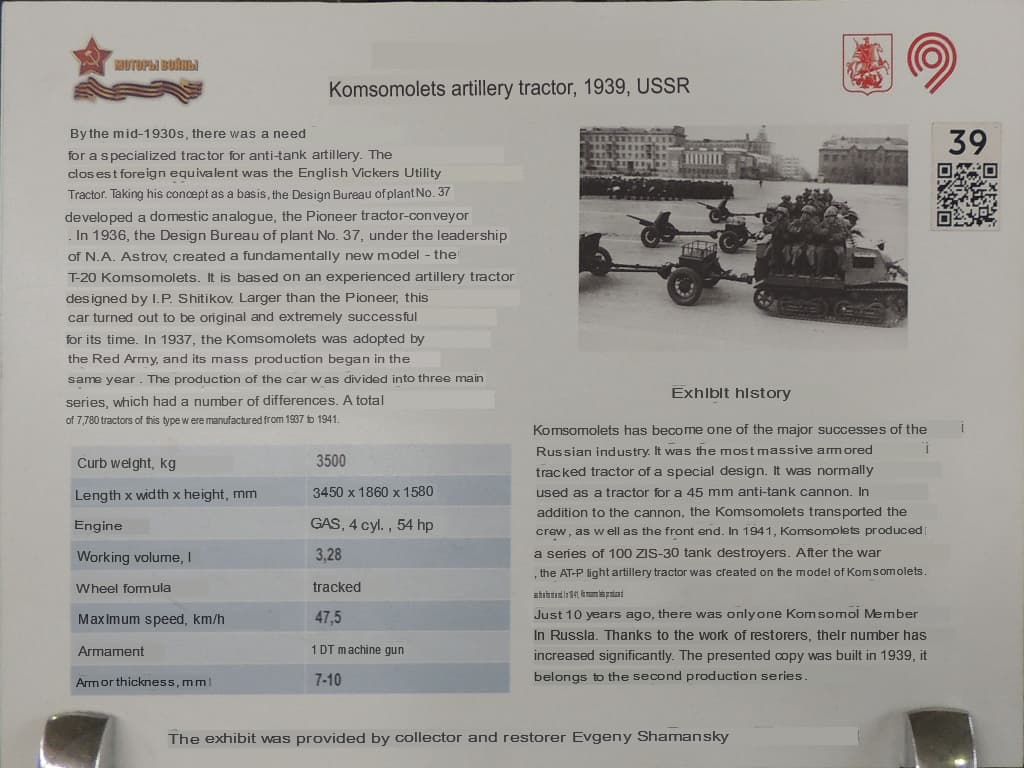 МОТОРЫ ВОЙНЫ
Komsomolets artillery tractor, 1939, USSR
39
By the mid-1930s, there was a need
for a specialized tractor for anti-tank artillery. The
closest foreign equivalent was the English Vickers Utility
Tractor. Taking his concept as a basis, the Design Bureau of plant No. 37
developed a domestic analogue, the Pioneer tractor-conveyor
. In 1936, the Design Bureau of plant No. 37, under the leadership
of N.A. Astrov, created a fundamentally new model - the
T-20 Komsomolets. It is based on an experienced artillery tractor
designed by I.P. Shitikov. Larger than the Pioneer, this
car turned out to be original and extremely successful
for its time. In 1937, the Komsomolets was adopted by
the Red Army, and its mass production began in the
same year . The production of the car was divided into three main
series, which had a number of differences. A total
of 7,780 tractors of this type were manufactured from 1937 to 1941.
Curb weight, kg 3500
Length x width x height, mm 3450 x 1860 x 1580
Engine GAS, 4 cyl. , 54 hp
Working volume, l 3,28
Wheel formula tracked
Maximum speed, km/h 47,5
Armament 1 DT machine gun
Armor thickness, mm 7-10
Exhibit history
Komsomolets has become one of the major successes of the
Russian industry. It was the most massive armored
tracked tractor of a special design. It was normally
used as a tractor for a 45 mm anti-tank cannon. In
addition to the cannon, the Komsomolets transported the
crew, as well as the front end. In 1941, Komsomolets produced
a series of 100 ZIS-30 tank destroyers. After the war
, the AT-P light artillery tractor was created on the model of Komsomolets.
as the front end. In 1941, Komsomolets produced
Just 10 years ago, there was only one Komsomol Member
In Russia. Thanks to the work of restorers, their number has
increased significantly. The presented copy was built in 1939, it
belongs to the second production series.
The exhibit was provided by collector and restorer Evgeny Shamansky